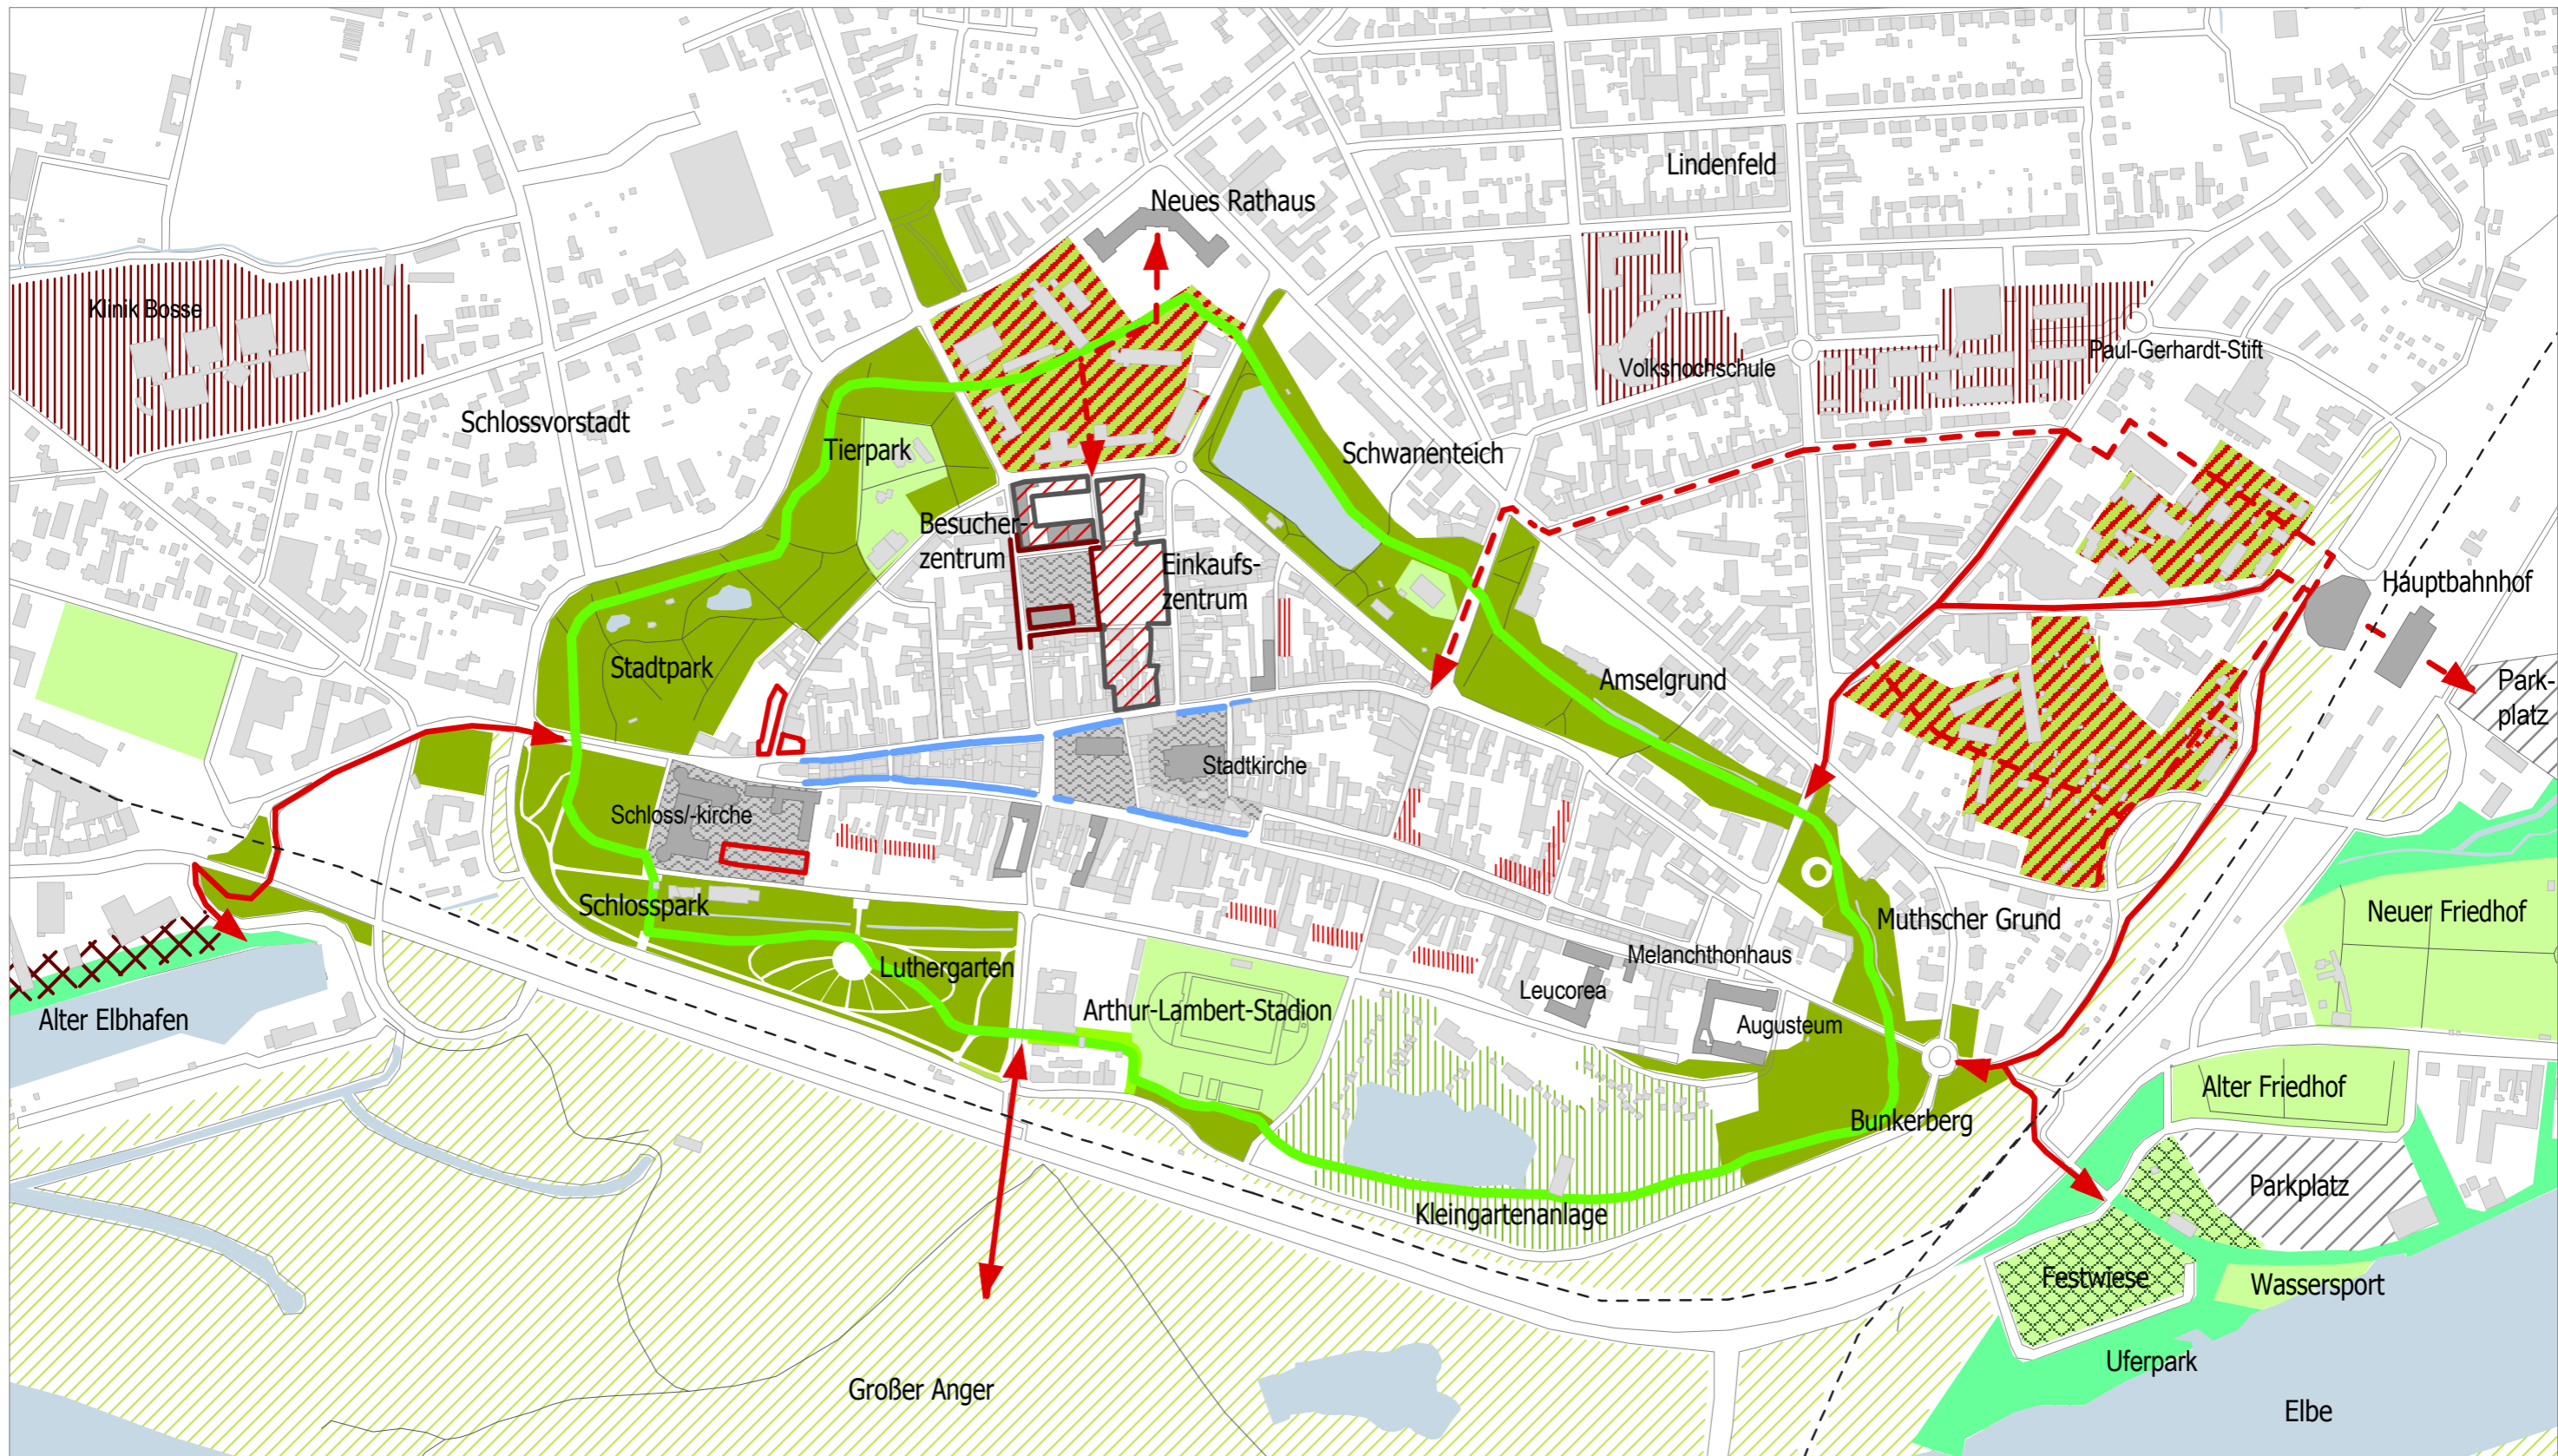 Lindenfeld
Neues Rathaus
Klinik Bosse
Paul-Gerhardt-Stift
Volkshochschule
Schlossvorstadt
Tierpark
Schwanenteich
Besucher-
zentrum
Einkaufs-
zentrum
Hauptbahnhof
Stadtpark
Amselgrund
Park-
platz
Stadtkirche
Schloss/-kirche
Schlosspark
Neuer Friedhof
Muthscher Grund
Melanchthonhaus
Luthergarten
Leucorea
Arthur-Lambert-Stadion
Alter Elbhafen
Augusteum
Alter Friedhof
Bunkerberg
Parkplatz
Kleingartenanlage
Festwiese
Wassersport
Uferpark
Großer Anger
Elbe